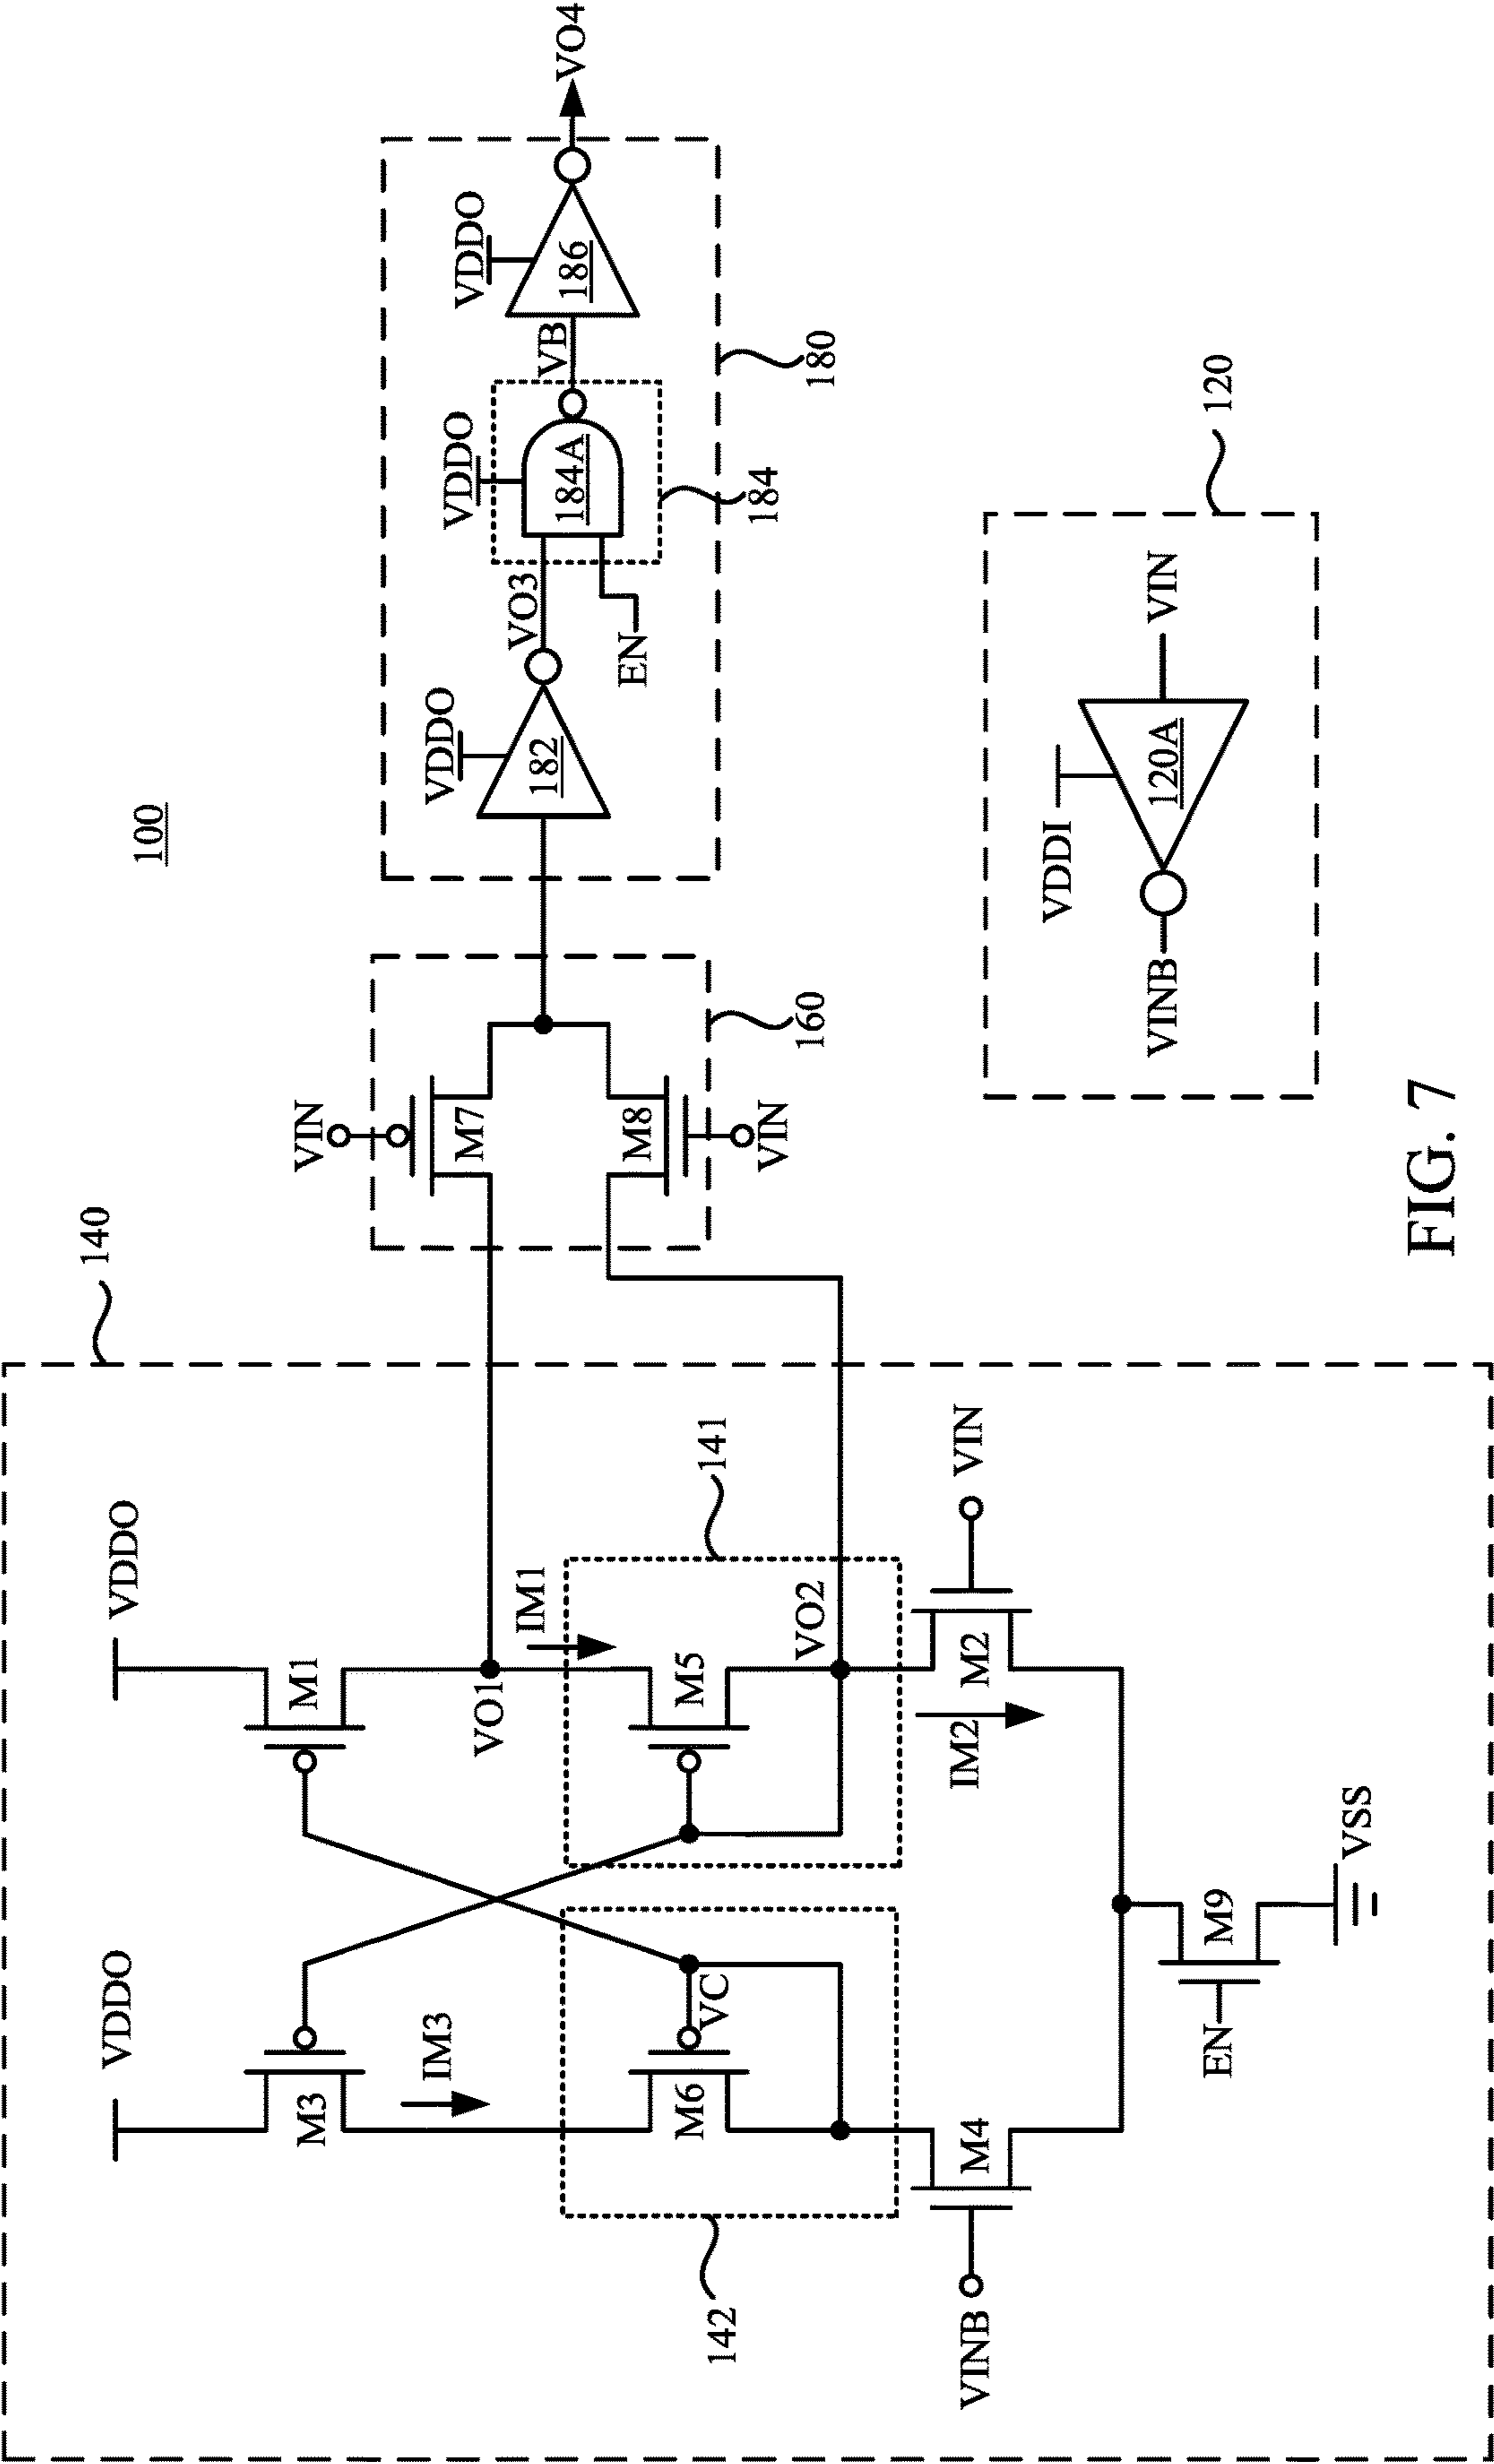 100
140
VDDO
VDDO
M3
M1
IM3
VO1
IM1
142
141
M6
VC
M5
VO2
VINB
M4
IM2
M2
VIN
EN
M9
VSS
VIN
M7
M8
VIN
160
VDDO
182
VO3
EN
VDDO
184A
184
VB
VDDO
186
180
VO4
120
VDDI
VINB
120A
VIN
FIG. 7